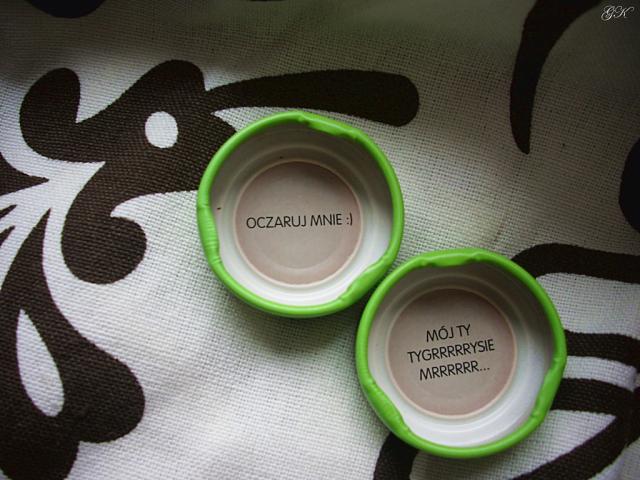 GK
OCZARUJ MNIE :)
MÓJ TY
TYGRRRRRYSIE
MRRRRRR...